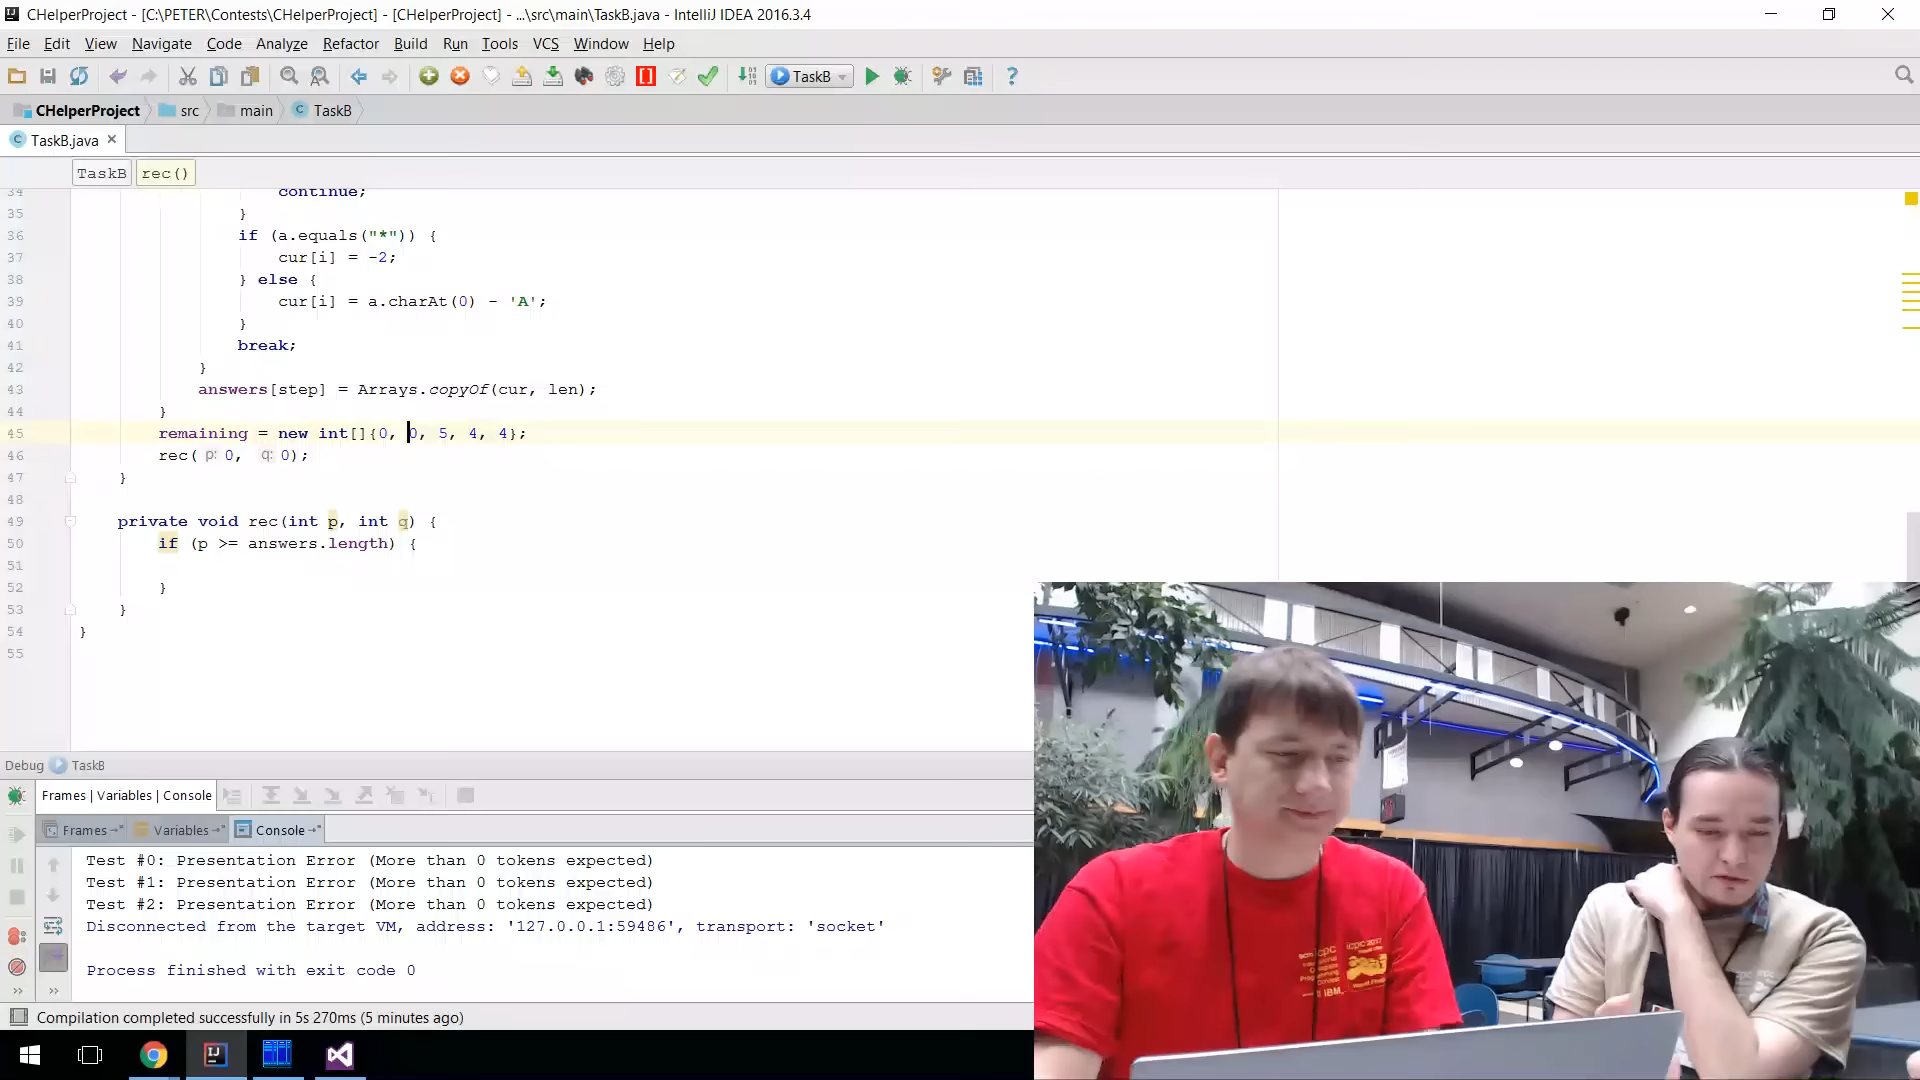 CHelperProject - [C:\PETER\Contests\CHelperProject] - [CHelperProject] - ...\src\main\TaskB.java - IntelliJ IDEA 2016.3.4
File Edit View Navigate Code Analyze Refactor Build Run Tools VCS Window Help
TaskB
CHelperProject src main TaskB
TaskB.java
TaskB rec()
34 continue;
35 }
36 if (a.equals("*")) {
37 cur[i] = -2;
38 } else {
39 cur[i] = a.charAt(0) - 'A';
40 }
41 break;
42 }
43 answers[step] = Arrays.copyOf(cur, len);
44 }
45 remaining = new int[]{0, 0, 5, 4, 4};
46 rec( p: 0, q: 0);
47 }
48
49 private void rec(int p, int q) {
50 if (p >= answers.length) {
51
52 }
53 }
54 }
55
Debug TaskB
Frames | Variables | Console
Frames Variables Console
Test #0: Presentation Error (More than 0 tokens expected)
Test #1: Presentation Error (More than 0 tokens expected)
Test #2: Presentation Error (More than 0 tokens expected)
Disconnected from the target VM, address: '127.0.0.1:59486', transport: 'socket'
Process finished with exit code 0
Compilation completed successfully in 5s 270ms (5 minutes ago)
icpc
IBM.